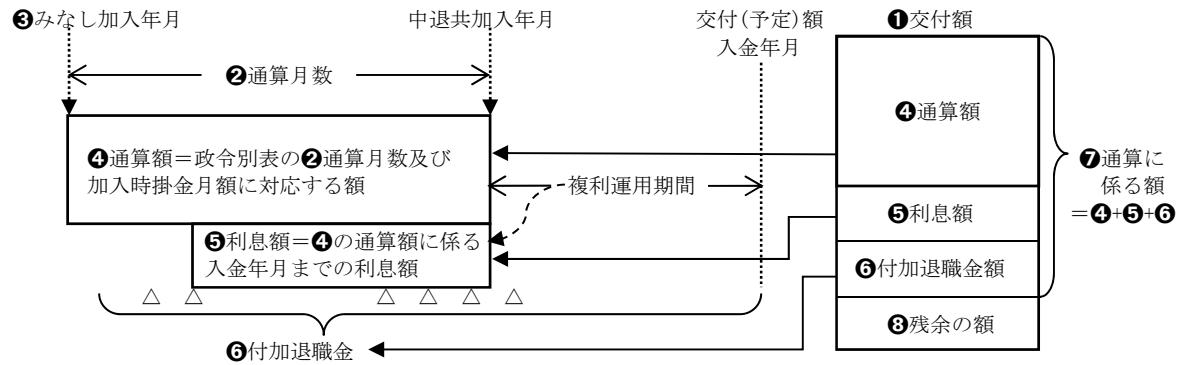 ❸みなし加入年月
中退共加入年月
交付(予定)額
入金年月
❶交付額
❷通算月数
❹通算額
❹通算額＝政令別表の❷通算月数及び
加入時掛金月額に対応する額
複利運用期間
❼通算に
係る額
＝❹+❺+❻
❺利息額
❺利息額＝❹の通算額に係る
入金年月までの利息額
❻付加退職金額
△ △ △ △ △ △
❽残余の額
❻付加退職金